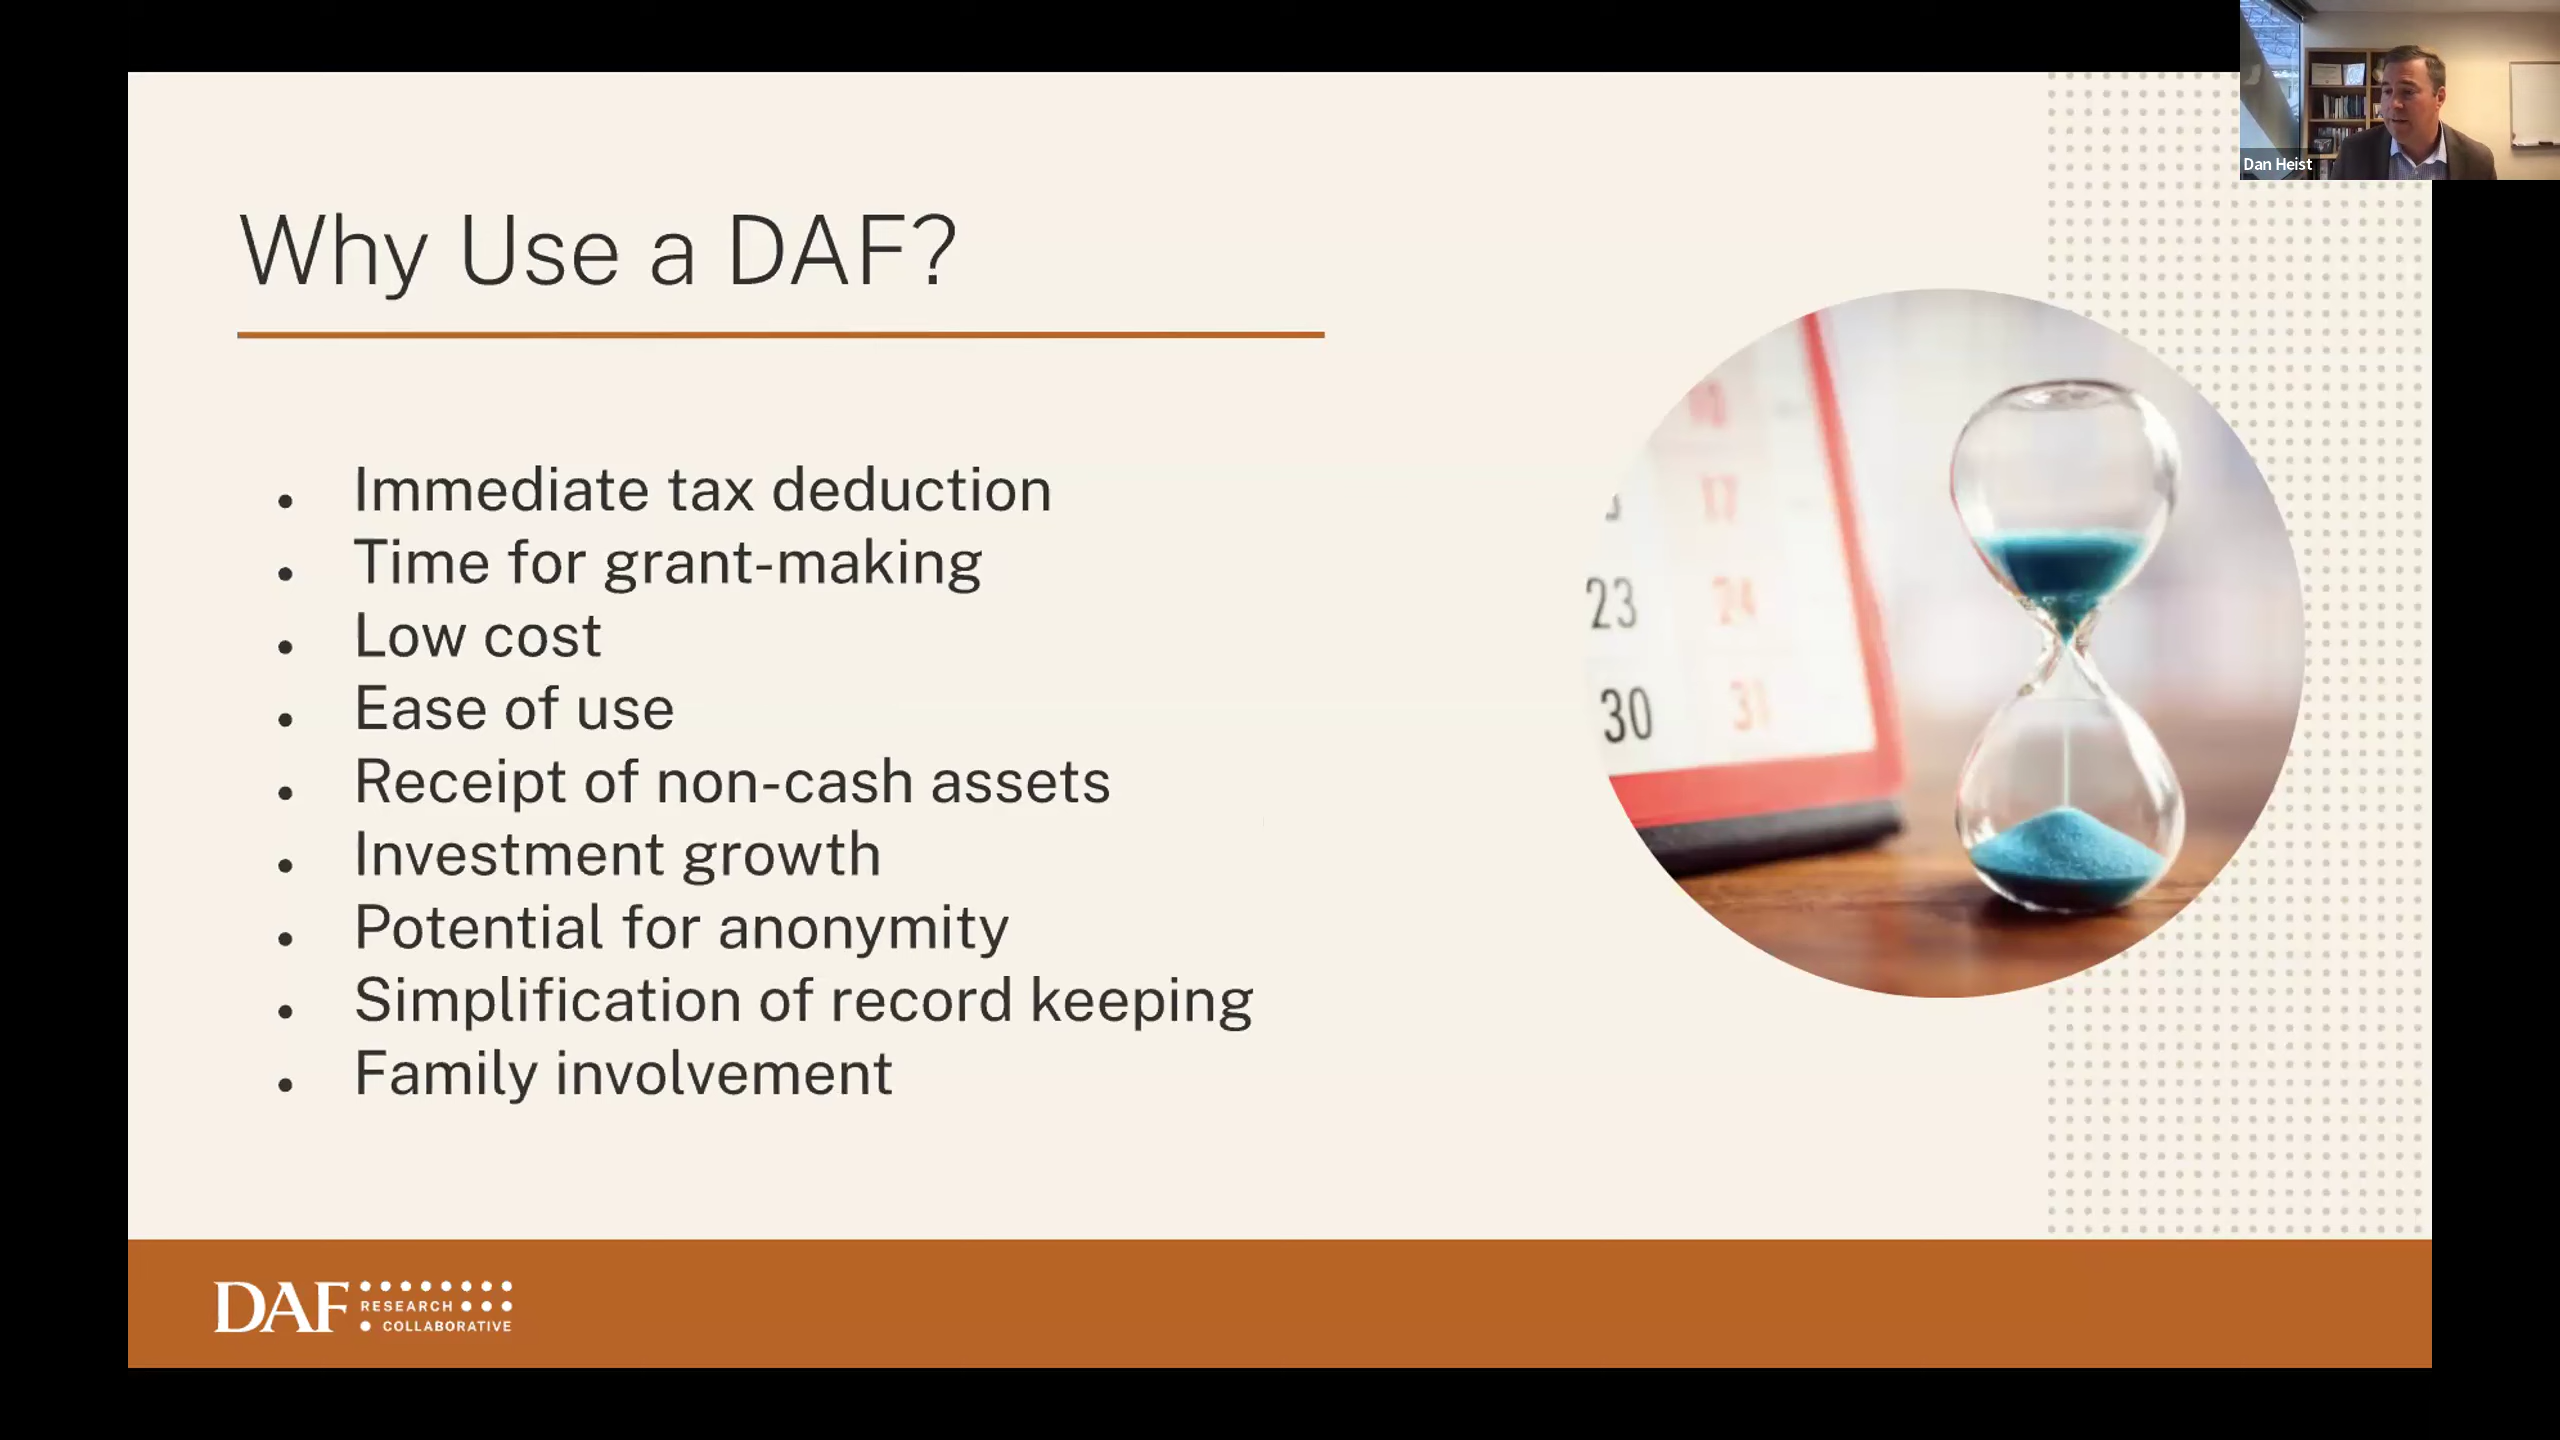 Dan Heist
Why Use a DAF?
Immediate tax deduction
Time for grant-making
Low cost
Ease of use
Receipt of non-cash assets
Investment growth
Potential for anonymity
Simplification of record keeping
Family involvement
17
23 24
30 31
DAF RESEARCH
COLLABORATIVE